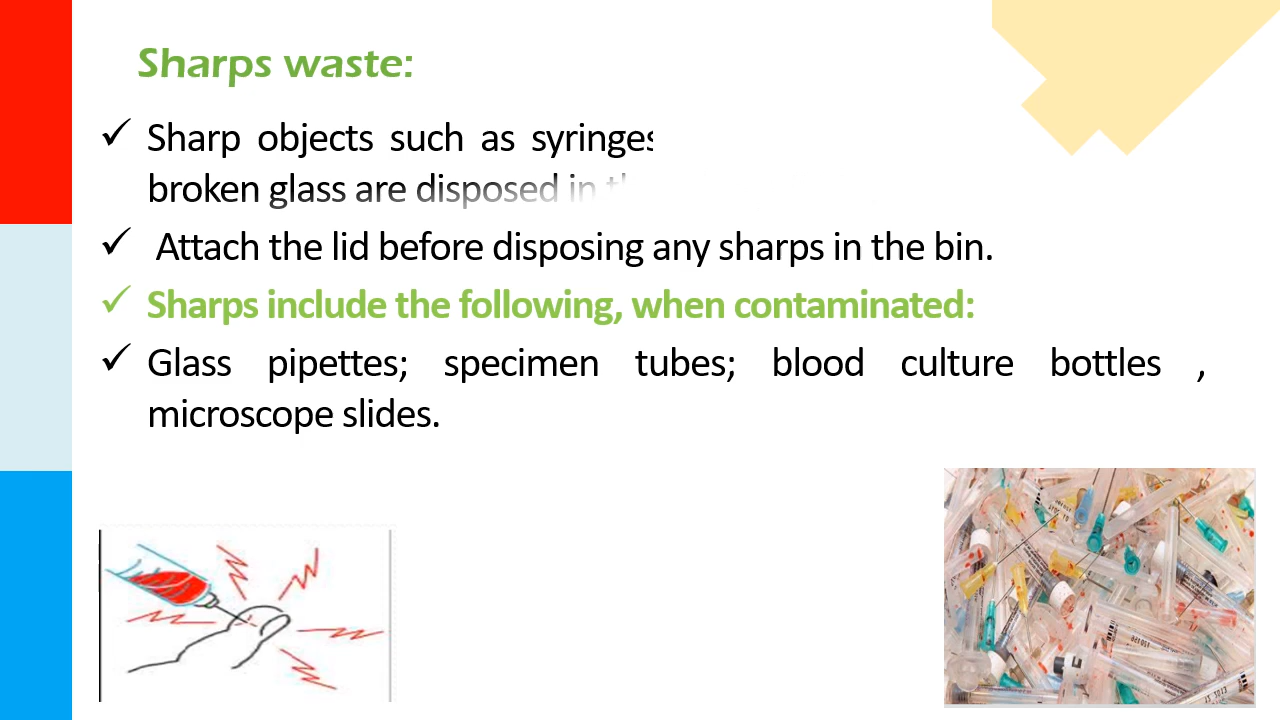 Sharps waste:
✓ Sharp objects such as syringes
broken glass are disposed in
✓ Attach the lid before disposing any sharps in the bin.
✓ Sharps include the following, when contaminated:
✓ Glass pipettes; specimen tubes; blood culture bottles ,
microscope slides.